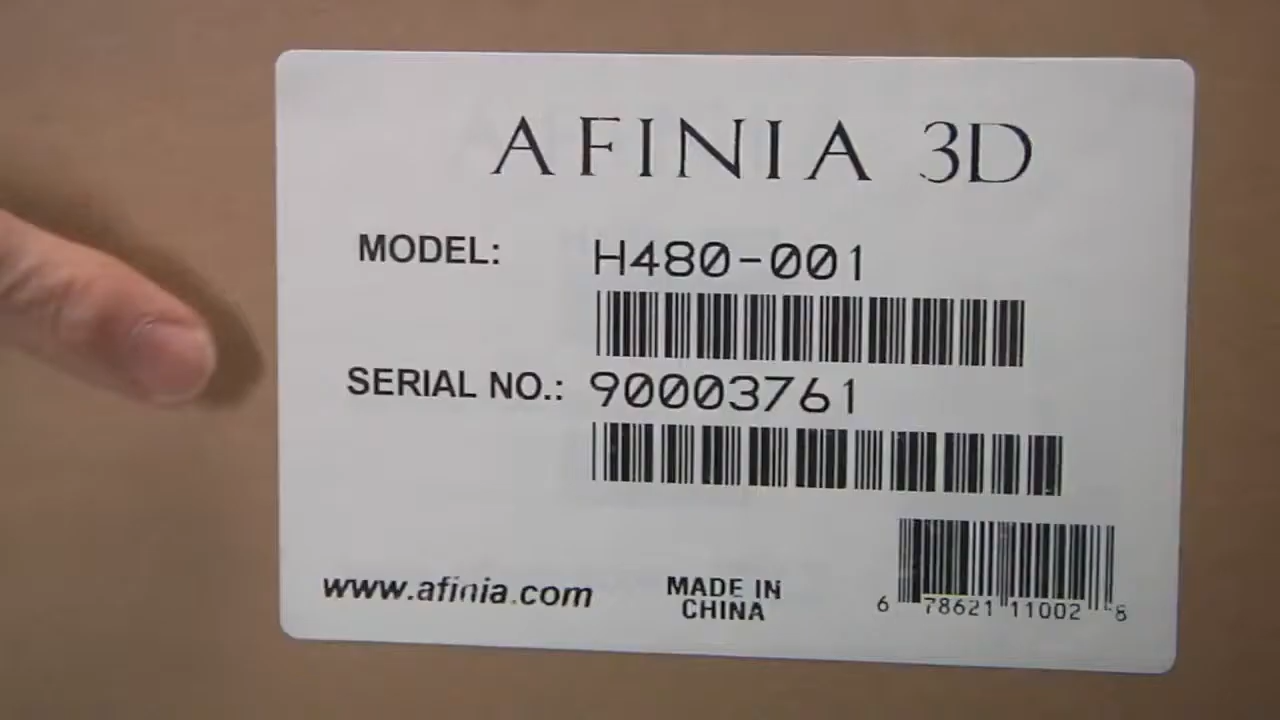 AFINIA 3D
MODEL: H480-001
SERIAL NO.: 90003761
www.afinia.com
MADE IN
CHINA
6 78621 11002 8